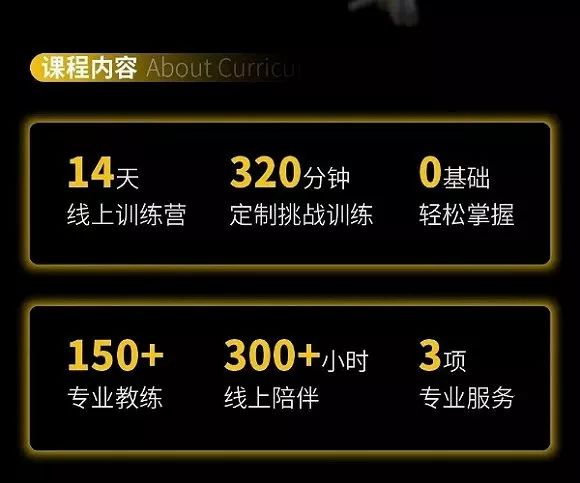 课程内容 About Curricu
14天 320分钟 0基础
线上训练营 定制挑战训练 轻松掌握
150+ 300+小时 3项
专业教练 线上陪伴 专业服务